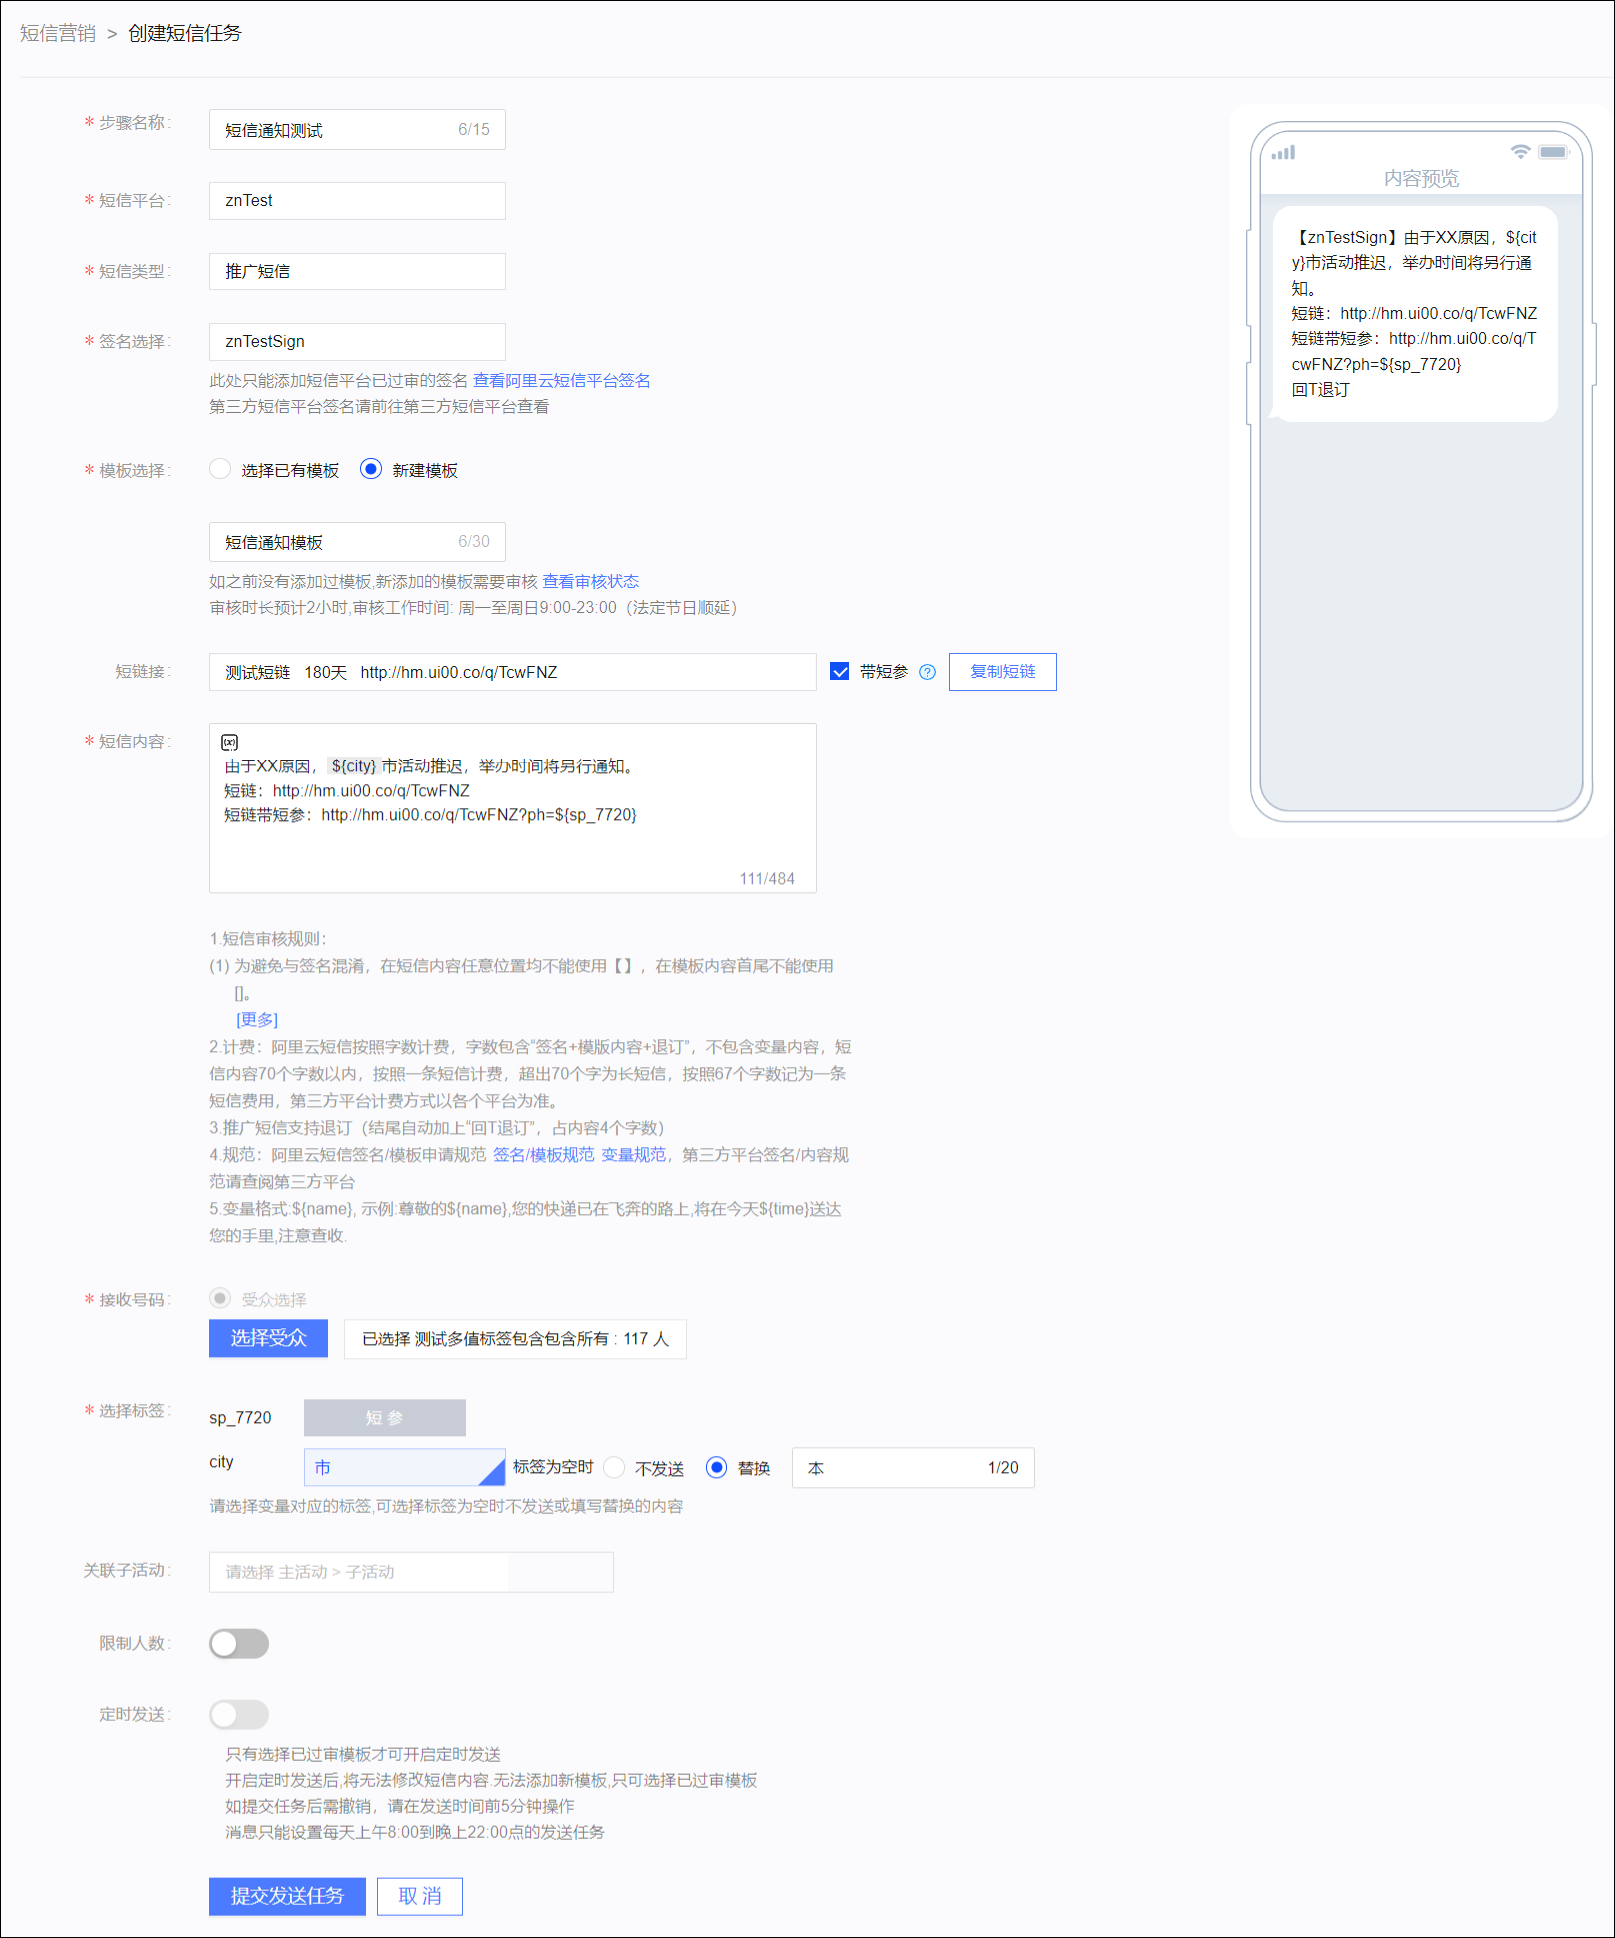 短信营销 > 创建短信任务
* 步骤名称:
短信通知测试 6/15
* 短信平台:
znTest
* 短信类型:
推广短信
* 签名选择:
znTestSign
此处只能添加短信平台已过审的签名 查看阿里云短信平台签名
第三方短信平台签名请前往第三方短信平台查看
* 模板选择:
选择已有模板 新建模板
短信通知模板 6/30
如之前没有添加过模板,新添加的模板需要审核 查看审核状态
审核时长预计2小时,审核工作时间: 周一至周日9:00-23:00（法定节日顺延）
短链接:
测试短链 180天 http://hm.ui00.co/q/TcwFNZ
带短参 ? 复制短链
* 短信内容:
{x}
由于XX原因，${city}市活动推迟，举办时间将另行通知。
短链：http://hm.ui00.co/q/TcwFNZ
短链带短参：http://hm.ui00.co/q/TcwFNZ?ph=${sp_7720}
111/484
1.短信审核规则：
(1) 为避免与签名混淆，在短信内容任意位置均不能使用【】，在模板内容首尾不能使用
[]。
[更多]
2.计费：阿里云短信按照字数计费，字数包含“签名+模版内容+退订”，不包含变量内容，短
信内容70个字数以内，按照一条短信计费，超出70个字为长短信，按照67个字数记为一条
短信费用，第三方平台计费方式以各个平台为准。
3.推广短信支持退订（结尾自动加上“回T退订”，占内容4个字数）
4.规范：阿里云短信签名/模板申请规范 签名/模板规范 变量规范，第三方平台签名/内容规
范请查阅第三方平台
5.变量格式:${name}, 示例:尊敬的${name},您的快递已在飞奔的路上,将在今天${time}送达
您的手里,注意查收.
* 接收号码:
受众选择
选择受众 已选择 测试多值标签包含包含所有 : 117 人
* 选择标签:
sp_7720 短 参
city 市 标签为空时 不发送 替换 本 1/20
请选择变量对应的标签,可选择标签为空时不发送或填写替换的内容
关联子活动:
请选择 主活动 > 子活动
限制人数:
定时发送:
只有选择已过审模板才可开启定时发送
开启定时发送后,将无法修改短信内容.无法添加新模板,只可选择已过审模板
如提交任务后需撤销，请在发送时间前5分钟操作
消息只能设置每天上午8:00到晚上22:00点的发送任务
提交发送任务 取 消
内容预览
【znTestSign】由于XX原因，${cit
y}市活动推迟，举办时间将另行通
知。
短链：http://hm.ui00.co/q/TcwFNZ
短链带短参：http://hm.ui00.co/q/T
cwFNZ?ph=${sp_7720}
回T退订